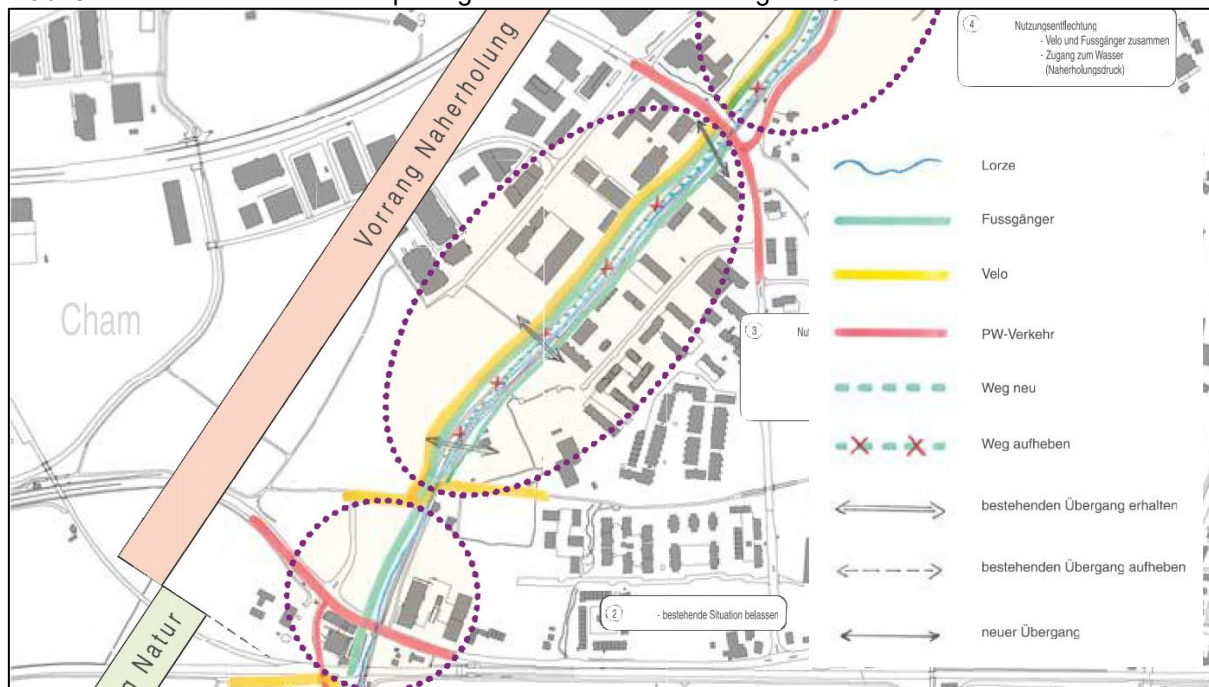 Vorrang Naherholung
④ Nutzungsentflechtung
- Velo und Fussgänger zusammen
- Zugang zum Wasser
(Naherholungsdruck)
Lorze
Fussgänger
Velo
PW-Verkehr
Weg neu
Weg aufheben
bestehenden Übergang erhalten
bestehenden Übergang aufheben
neuer Übergang
Cham
③ Nut
② - bestehende Situation belassen
g Natur